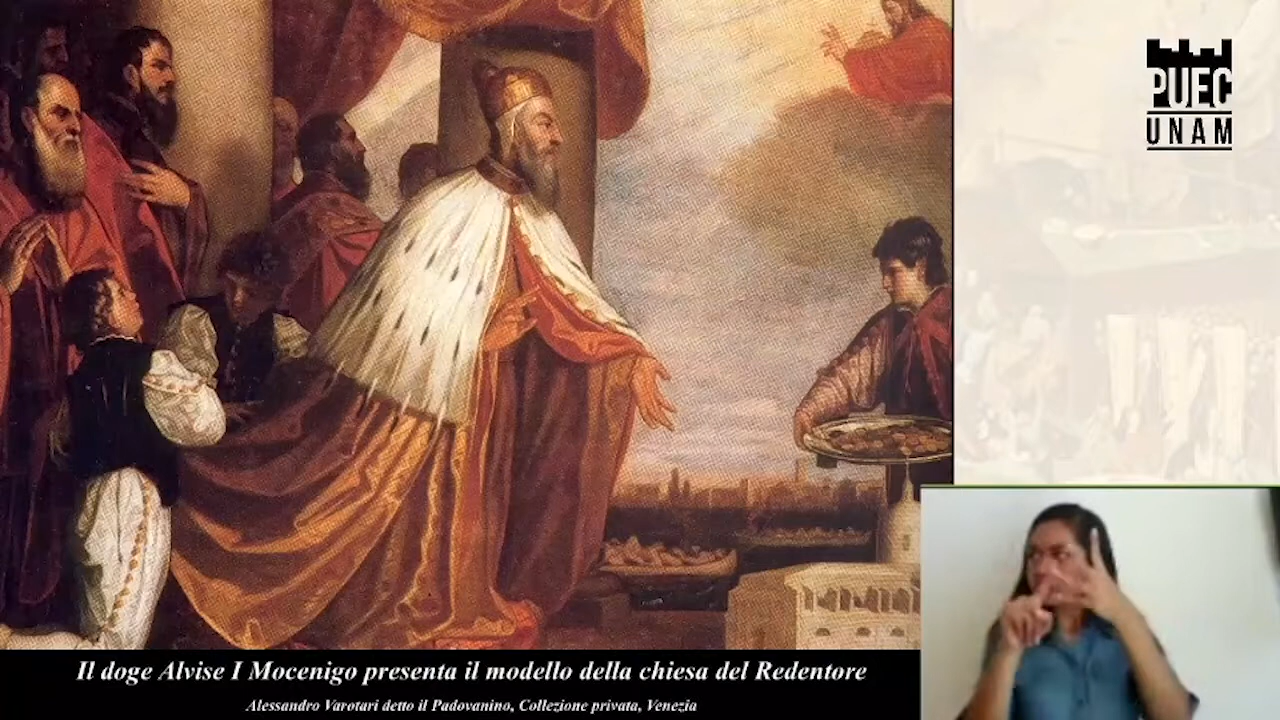 PUEC
UNAM
Il doge Alvise I Mocenigo presenta il modello della chiesa del Redentore
Alessandro Varotari detto il Padovanino, Collezione privata, Venezia